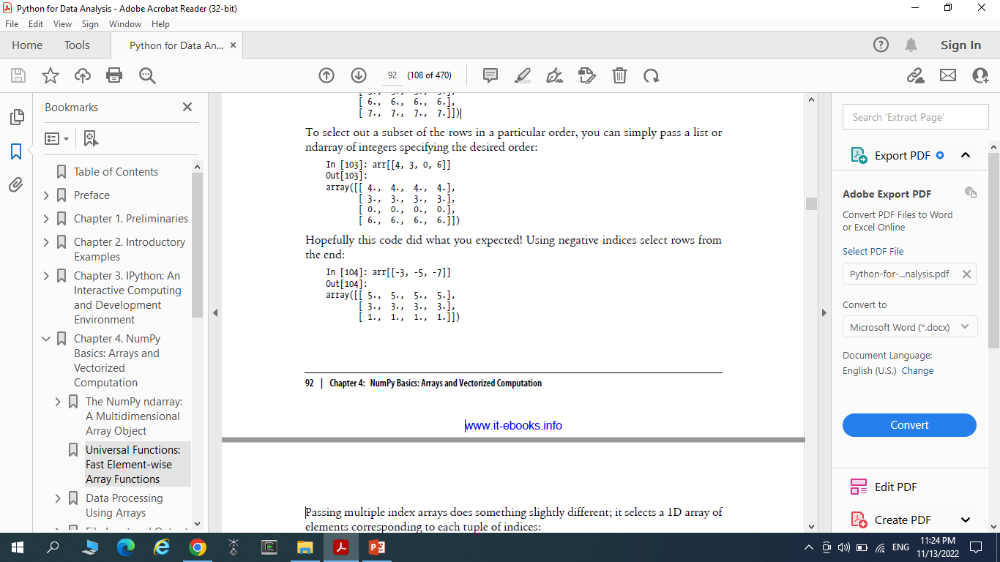 Python for Data Analysis - Adobe Acrobat Reader (32-bit)
File Edit View Sign Window Help
Home Tools Python for Data An... × Sign In
92 (108 of 470)
Bookmarks
Table of Contents
Preface
Chapter 1. Preliminaries
Chapter 2. Introductory
Examples
Chapter 3. IPython: An
Interactive Computing
and Development
Environment
Chapter 4. NumPy
Basics: Arrays and
Vectorized
Computation
The NumPy ndarray:
A Multidimensional
Array Object
Universal Functions:
Fast Element-wise
Array Functions
Data Processing
Using Arrays
[ 6., 6., 6., 6.],
[ 7., 7., 7., 7.]])
To select out a subset of the rows in a particular order, you can simply pass a list or
ndarray of integers specifying the desired order:
In [103]: arr[[4, 3, 0, 6]]
Out[103]:
array([[ 4., 4., 4., 4.],
[ 3., 3., 3., 3.],
[ 0., 0., 0., 0.],
[ 6., 6., 6., 6.]])
Hopefully this code did what you expected! Using negative indices select rows from
the end:
In [104]: arr[[-3, -5, -7]]
Out[104]:
array([[ 5., 5., 5., 5.],
[ 3., 3., 3., 3.],
[ 1., 1., 1., 1.]])
92 | Chapter 4: NumPy Basics: Arrays and Vectorized Computation
www.it-ebooks.info
Passing multiple index arrays does something slightly different; it selects a 1D array of
elements corresponding to each tuple of indices:
Search 'Extract Page'
Export PDF
Adobe Export PDF
Convert PDF Files to Word
or Excel Online
Select PDF File
Python-for-...nalysis.pdf
Convert to
Microsoft Word (*.docx)
Document Language:
English (U.S.) Change
Convert
Edit PDF
Create PDF
ENG
11:24 PM
11/13/2022